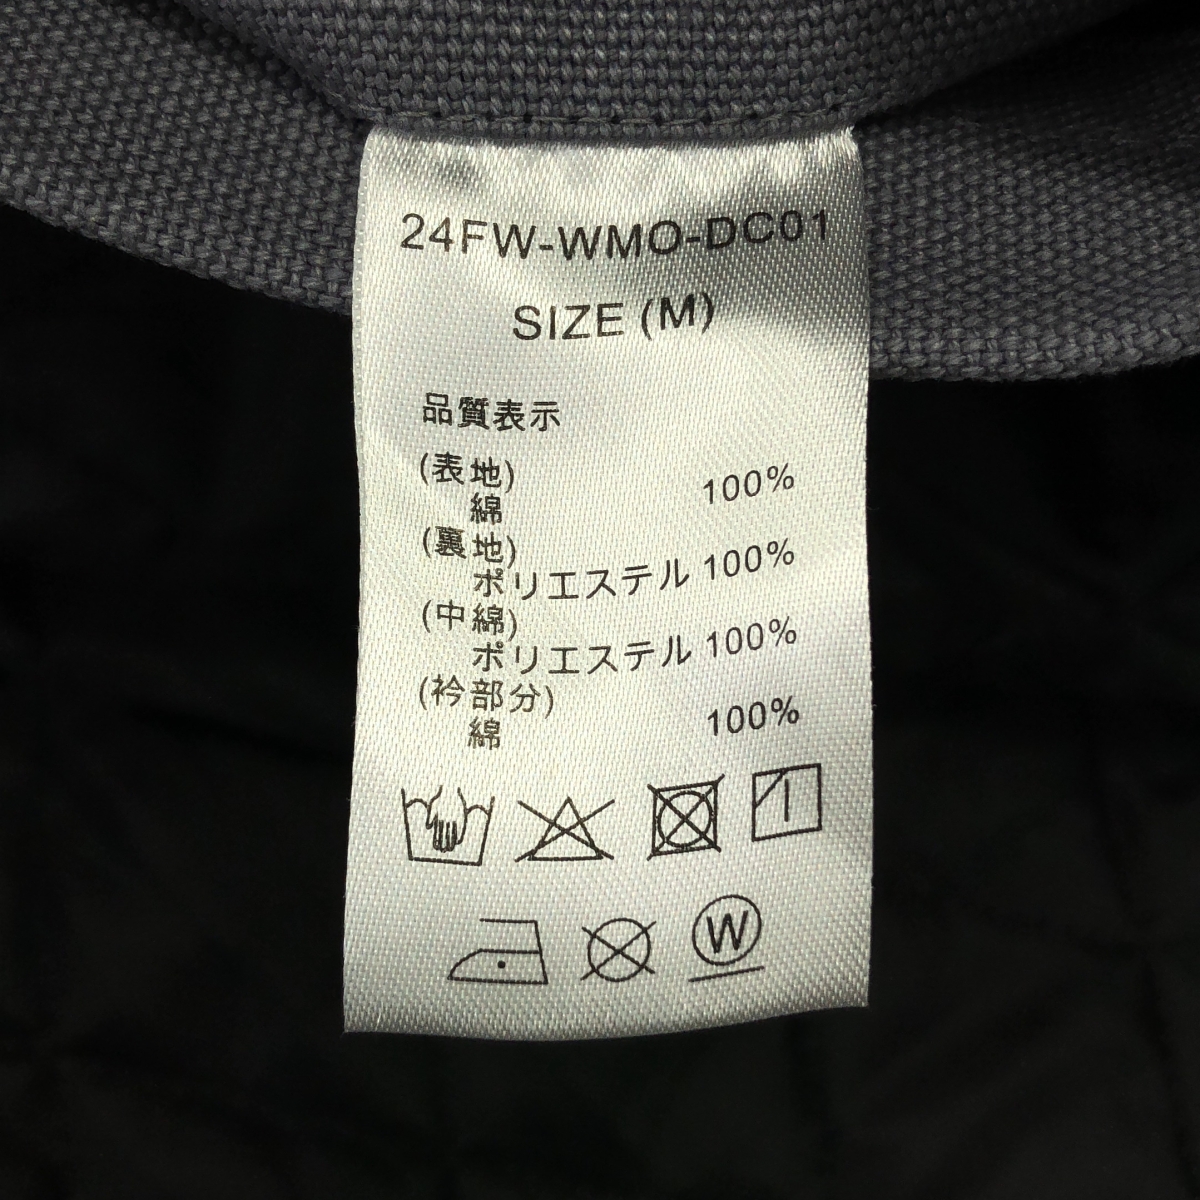 24FW-WMO-DC01
SIZE (M)
品質表示
(表地)
綿 100%
(裏地)
ポリエステル 100%
(中綿)
ポリエステル 100%
(衿部分)
綿 100%
W